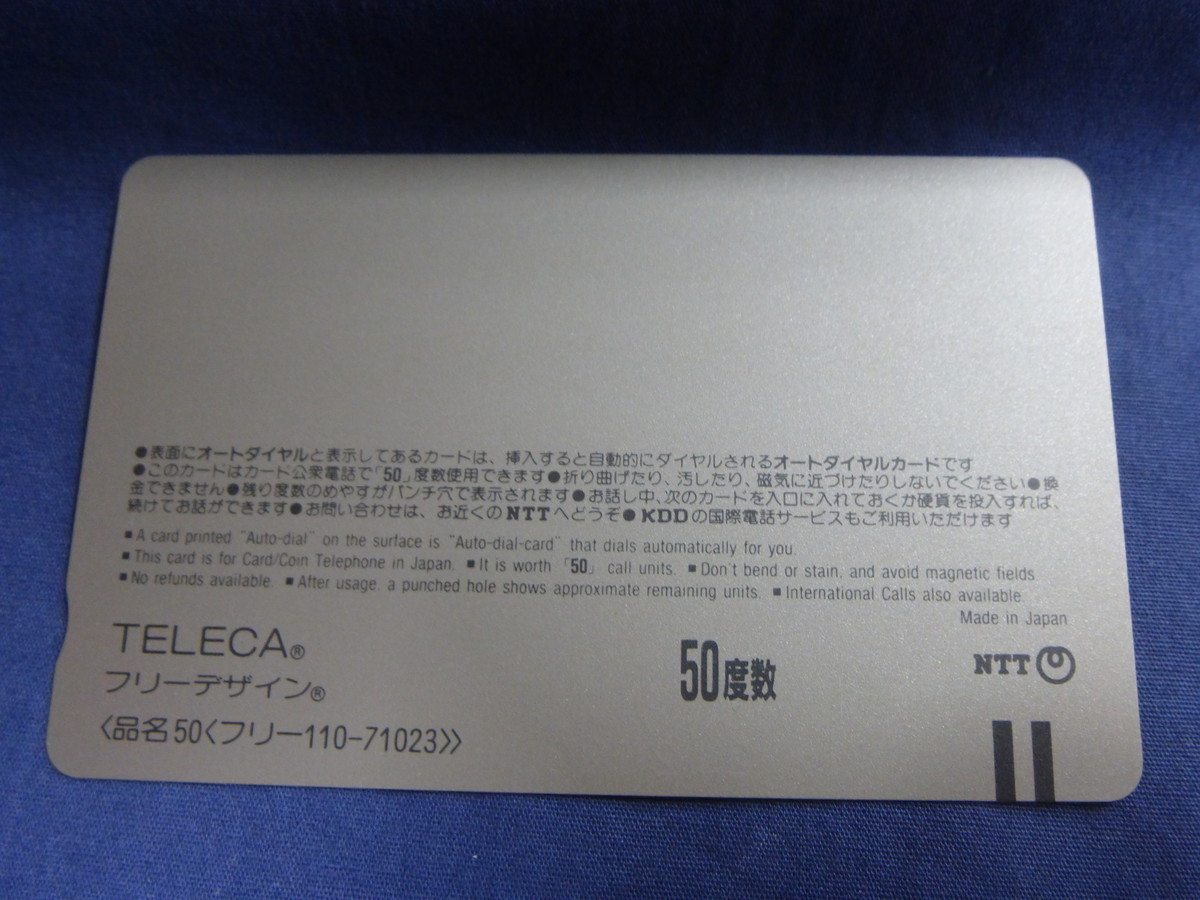 ●表面にオートダイヤルと表示してあるカードは、挿入すると自動的にダイヤルされるオートダイヤルカードです
●このカードはカード公衆電話で「50」度数使用できます●折り曲げたり、汚したり、磁気に近づけたりしないでください●換
金できません●残り度数のめやすがパンチ穴で表示されます●お話し中、次のカードを入口に入れておくか硬貨を投入すれば、
続けてお話ができます●お問い合わせは、お近くのNTTへどうぞ●KDDの国際電話サービスもご利用いただけます
■A card printed "Auto-dial" on the surface is "Auto-dial-card" that dials automatically for you.
■This card is for Card/Coin Telephone in Japan. ■It is worth 「50」 call units. ■Don't bend or stain, and avoid magnetic fields
■No refunds available. ■After usage, a punched hole shows approximate remaining units. ■International Calls also available.
Made in Japan
TELECA®
フリーデザイン®
50度数
NTT
〈品名50〈フリー110-71023〉〉